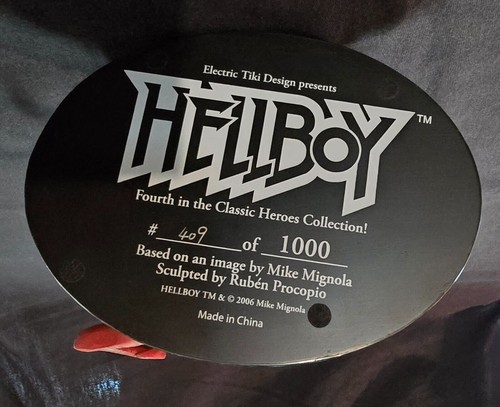 Electric Tiki Design presents
HELLBOY™
Fourth in the Classic Heroes Collection!
# 409 of 1000
Based on an image by Mike Mignola
Sculpted by Rubén Procopio
HELLBOY TM & © 2006 Mike Mignola
Made in China